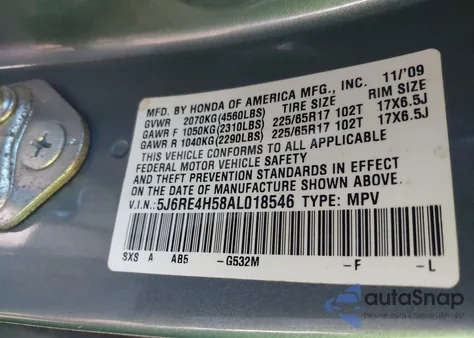 MFD. BY HONDA OF AMERICA MFG., INC. 11/'09
GVWR 2070KG(4560LBS) TIRE SIZE RIM SIZE
GAWR F 1050KG(2310LBS) 225/65R17 102T 17X6.5J
GAWR R 1040KG(2290LBS) 225/65R17 102T 17X6.5J
THIS VEHICLE CONFORMS TO ALL APPLICABLE
FEDERAL MOTOR VEHICLE SAFETY
AND THEFT PREVENTION STANDARDS IN EFFECT
ON THE DATE OF MANUFACTURE SHOWN ABOVE.
V.I.N.: 5J6RE4H58AL018546 TYPE: MPV
SXS A AB5 -G532M -F -L
autoSnap